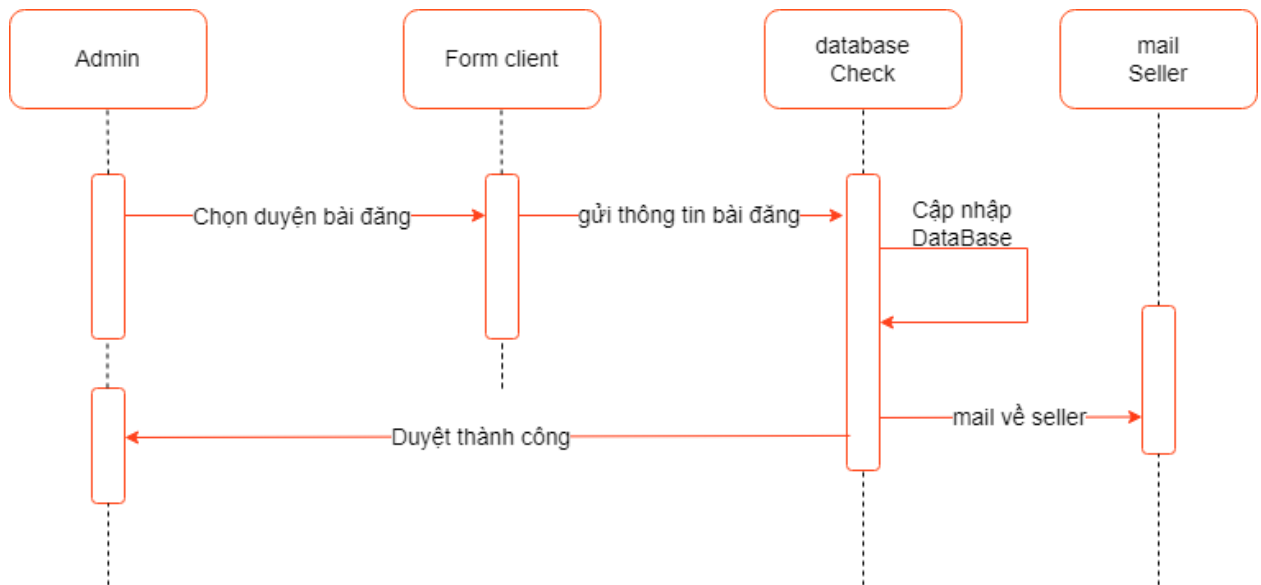 Admin
Form client
database
Check
mail
Seller
Chọn duyện bài đăng
gửi thông tin bài đăng
Cập nhập
DataBase
mail về seller
Duyệt thành công